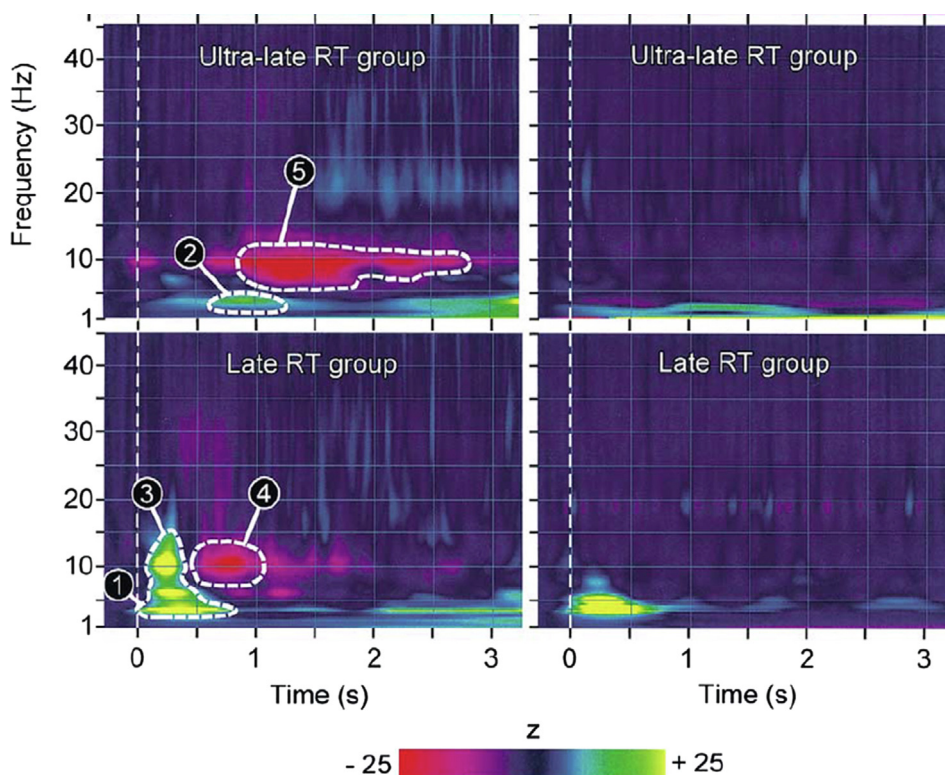 Ultra-late RT group
Ultra-late RT group
Frequency (Hz)
40
30
20
10
1
5
2
Late RT group
Late RT group
40
30
20
10
1
3
4
1
0 1 2 3
0 1 2 3
Time (s)
Time (s)
z
- 25
+ 25